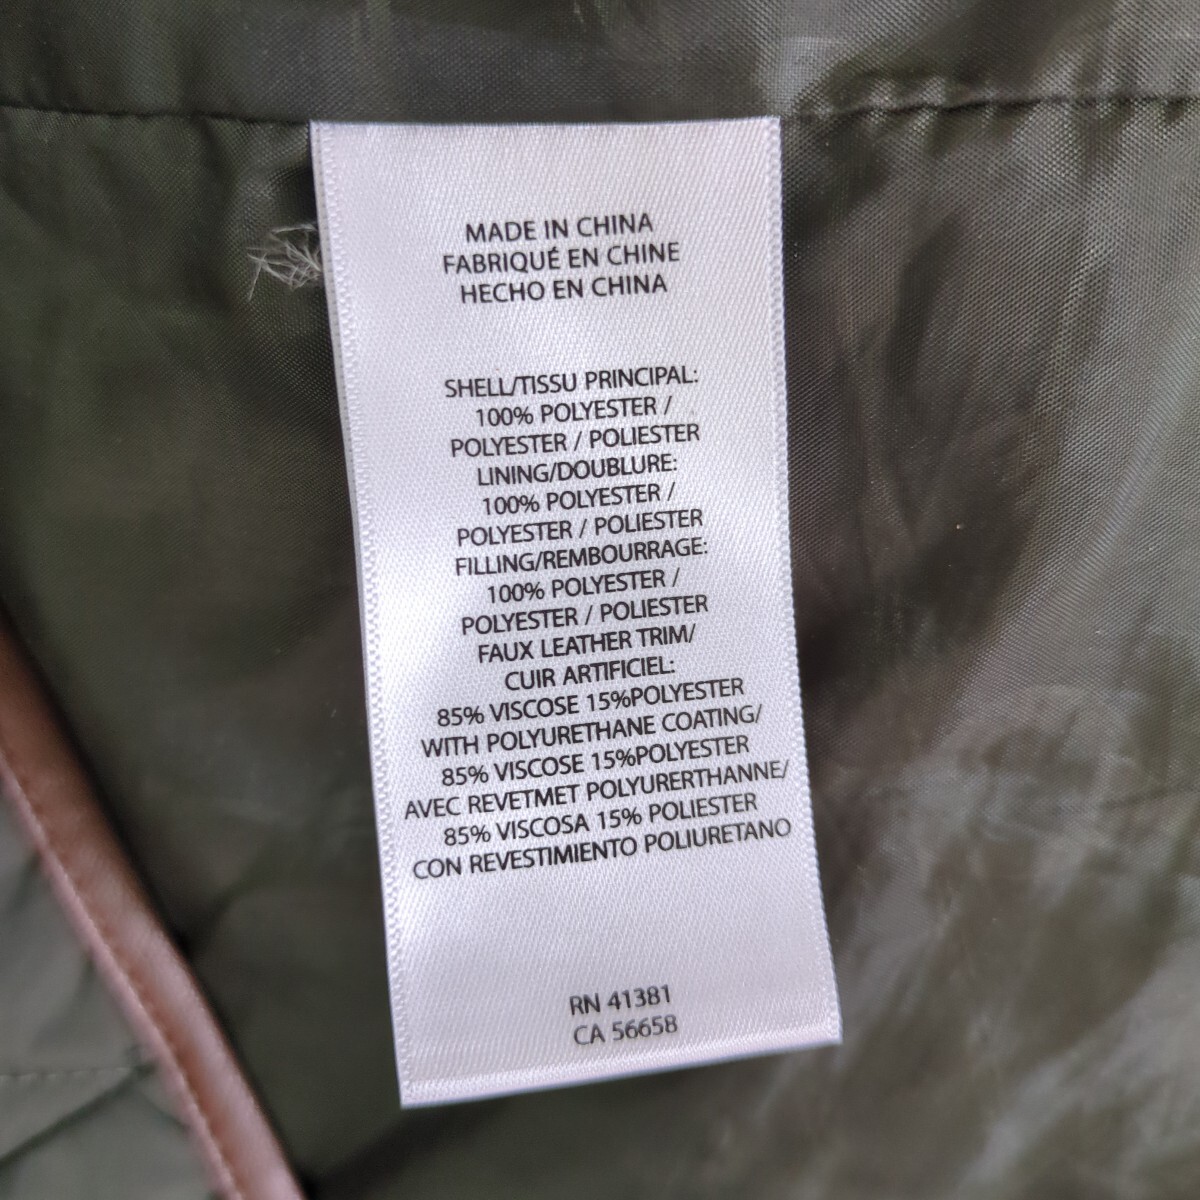 MADE IN CHINA
FABRIQUÉ EN CHINE
HECHO EN CHINA
SHELL/TISSU PRINCIPAL:
100% POLYESTER /
POLYESTER / POLIESTER
LINING/DOUBLURE:
100% POLYESTER /
POLYESTER / POLIESTER
FILLING/REMBOURRAGE:
100% POLYESTER /
POLYESTER / POLIESTER
FAUX LEATHER TRIM/
CUIR ARTIFICIEL:
85% VISCOSE 15%POLYESTER
WITH POLYURETHANE COATING/
85% VISCOSE 15%POLYESTER
AVEC REVETMET POLYURERTHANNE/
85% VISCOSA 15% POLIESTER
CON REVESTIMIENTO POLIURETANO
RN 41381
CA 56658